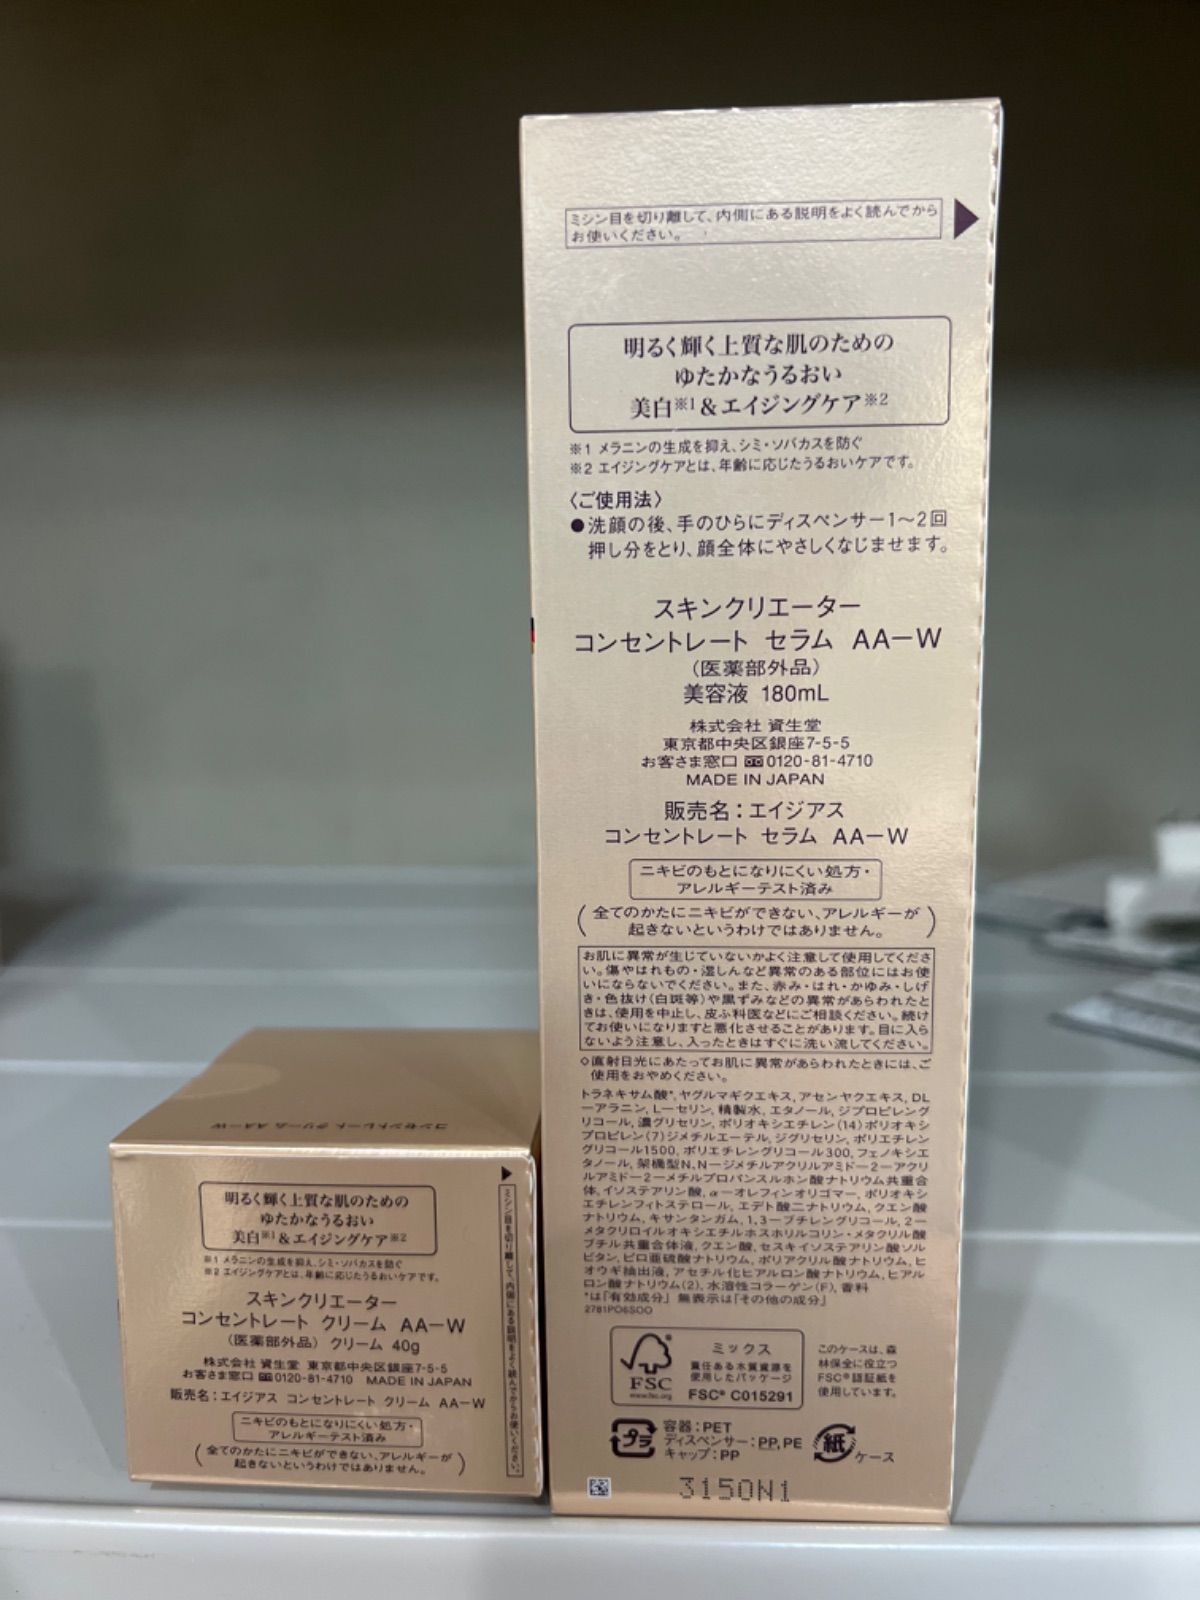 ミシン目を切り離して、内側にある説明をよく読んでから
お使いください。
明るく輝く上質な肌のための
ゆたかなうるおい
美白※1&エイジングケア※2
※1 メラニンの生成を抑え、シミ・ソバカスを防ぐ
※2 エイジングケアとは、年齢に応じたうるおいケアです。
〈ご使用法〉
●洗顔の後、手のひらにディスペンサー1〜2回
押し分をとり、顔全体にやさしくなじませます。
スキンクリエーター
コンセントレート セラム AA−W
(医薬部外品)
美容液 180mL
株式会社 資生堂
東京都中央区銀座7-5-5
お客さま窓口 0120-81-4710
MADE IN JAPAN
販売名：エイジアス
コンセントレート セラム AA−W
ニキビのもとになりにくい処方・
アレルギーテスト済み
(全てのかたにニキビができない、アレルギーが
起きないというわけではありません。)
お肌に異常が生じていないかよく注意して使用してくださ
い。傷やはれもの・湿しんなど異常のある部位にはお使
いにならないでください。また、赤み・はれ・かゆみ・しげ
き・色抜け(白斑等)や黒ずみなどの異常があらわれたと
きは、使用を中止し、皮ふ科医などにご相談ください。続け
てお使いになりますと悪化させることがあります。目に入ら
ないよう注意し、入ったときはすぐに洗い流してください。
◇直射日光にあたってお肌に異常があらわれたときには、ご
使用をおやめください。
トラネキサム酸*, ヤグルマギクエキス, アセンヤクエキス, DL
−アラニン, L−セリン, 精製水, エタノール, ジプロピレング
リコール, 濃グリセリン, ポリオキシエチレン(14)ポリオキシ
プロピレン(7)ジメチルエーテル, ジグリセリン, ポリエチレン
グリコール1500, ポリエチレングリコール300, フェノキシエ
タノール, 架橋型N,N−ジメチルアクリルアミド−2−アクリ
ルアミド−2−メチルプロパンスルホン酸ナトリウム共重合
体, イソステアリン酸, α−オレフィンオリゴマー, ポリオキシ
エチレンフィトステロール, エデト酸二ナトリウム, クエン酸
ナトリウム, キサンタンガム, 1,3−ブチレングリコール, 2−
メタクリロイルオキシエチルホスホリルコリン・メタクリル酸
ブチル共重合体液, クエン酸, セスキイソステアリン酸ソル
ビタン, ピロ亜硫酸ナトリウム, ポリアクリル酸ナトリウム, ヒ
オウギ抽出液, アセチル化ヒアルロン酸ナトリウム, ヒアル
ロン酸ナトリウム(2), 水溶性コラーゲン(F), 香料
*は「有効成分」 無表示は「その他の成分」
2781PO6SOO
FSC
www.fsc.org
ミックス
責任ある木質資源を
使用したパッケージ
FSC® C015291
このケースは、森
林保全に役立つ
FSC®認証紙を
使用しています。
プラ
容器：PET
ディスペンサー：PP, PE
キャップ：PP
紙
ケース
3150N1
コンセントレート クリーム AA−W
明るく輝く上質な肌のための
ゆたかなうるおい
美白※1&エイジングケア※2
※1 メラニンの生成を抑え、シミ・ソバカスを防ぐ
※2 エイジングケアとは、年齢に応じたうるおいケアです。
スキンクリエーター
コンセントレート クリーム AA−W
(医薬部外品) クリーム 40g
株式会社 資生堂 東京都中央区銀座7-5-5
お客さま窓口 0120-81-4710 MADE IN JAPAN
販売名：エイジアス コンセントレート クリーム AA−W
ニキビのもとになりにくい処方・
アレルギーテスト済み
(全てのかたにニキビができない、アレルギーが
起きないというわけではありません。)
ミシン目を切り離して、内側にある説明をよく読んでからお使いください。